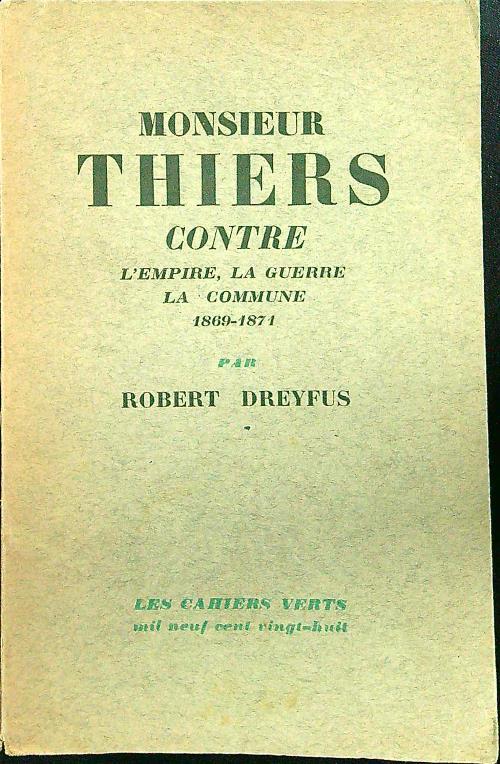 MONSIEUR
THIERS
CONTRE
L'EMPIRE, LA GUERRE
LA COMMUNE
1869-1871
PAR
ROBERT DREYFUS
LES CAHIERS VERTS
mil neuf cent vingt-huit